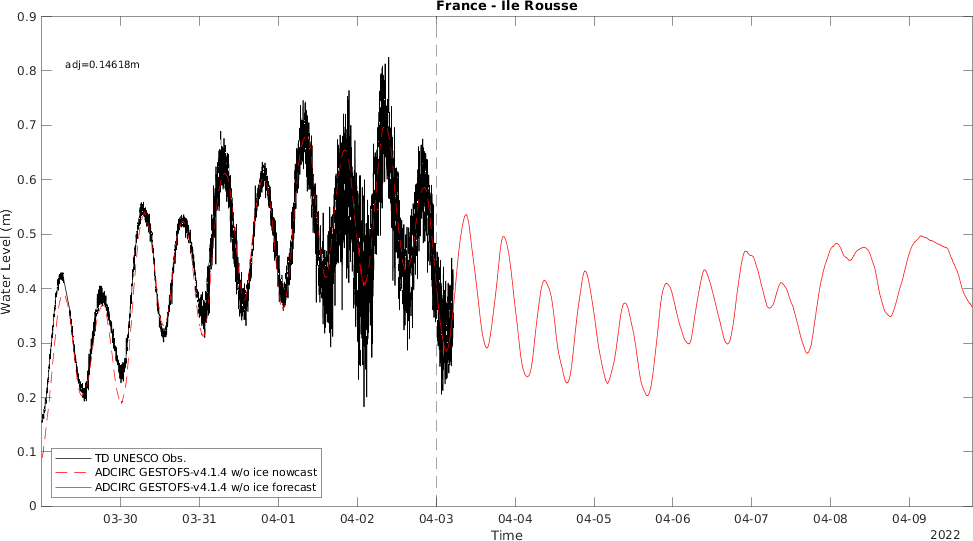 France - Ile Rousse
0.9
0.8
0.7
0.6
0.5
0.4
0.3
0.2
0.1
0
Water Level (m)
adj=0.14618m
TD UNESCO Obs.
ADCIRC GESTOFS-v4.1.4 w/o ice nowcast
ADCIRC GESTOFS-v4.1.4 w/o ice forecast
03-30 03-31 04-01 04-02 04-03 04-04 04-05 04-06 04-07 04-08 04-09
Time
2022